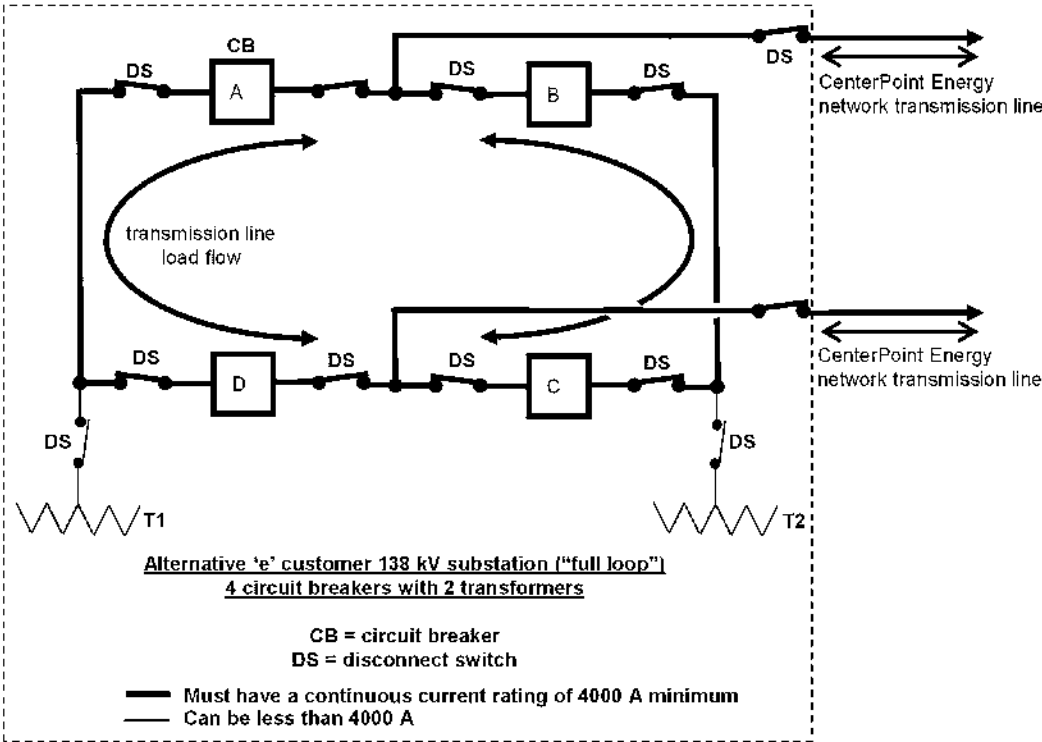 CB
DS
A
DS
B
DS
DS
CenterPoint Energy
network transmission line
transmission line
load flow
DS
D
DS
DS
C
DS
CenterPoint Energy
network transmission line
DS
DS
T1
T2
Alternative 'e' customer 138 kV substation ("full loop")
4 circuit breakers with 2 transformers
CB = circuit breaker
DS = disconnect switch
Must have a continuous current rating of 4000 A minimum
Can be less than 4000 A